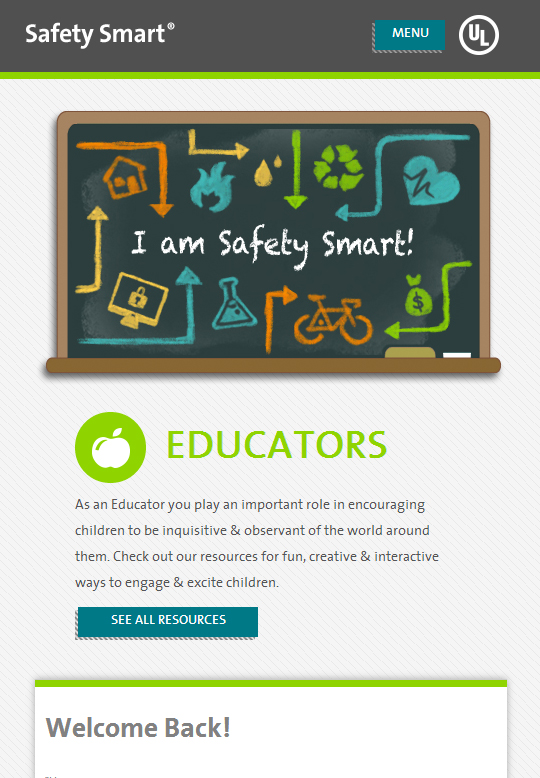 Safety Smart®
MENU
UL
I am Safety Smart!
$
EDUCATORS
As an Educator you play an important role in encouraging
children to be inquisitive & observant of the world around
them. Check out our resources for fun, creative & interactive
ways to engage & excite children.
SEE ALL RESOURCES
Welcome Back!